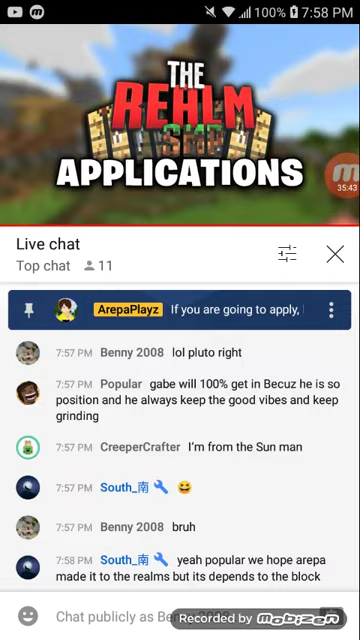 100% 7:58 PM
THE
REHLM
SMP
APPLICATIONS
35:43
Live chat
Top chat 11
ArepaPlayz If you are going to apply,
7:57 PM Benny 2008 lol pluto right
7:57 PM Popular gabe will 100% get in Becuz he is so
position and he always keep the good vibes and keep
grinding
7:57 PM CreeperCrafter I'm from the Sun man
7:57 PM South_南 😆
7:57 PM Benny 2008 bruh
7:58 PM South_南 yeah popular we hope arepa
made it to the realms but its depends to the block
Chat publicly as Benny 2008
Recorded by Mobizen